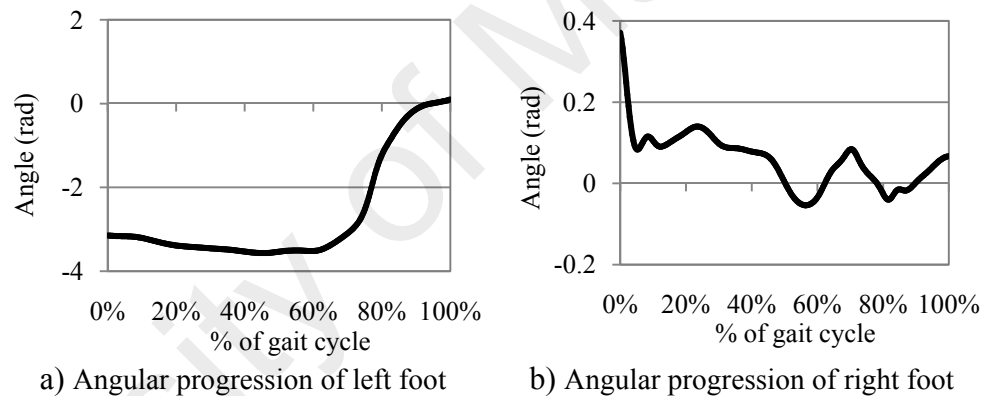 2
0
-2
-4
Angle (rad)
0% 20% 40% 60% 80% 100%
% of gait cycle
a) Angular progression of left foot
0.4
0.2
0
-0.2
Angle (rad)
0% 20% 40% 60% 80% 100%
% of gait cycle
b) Angular progression of right foot
ity of M